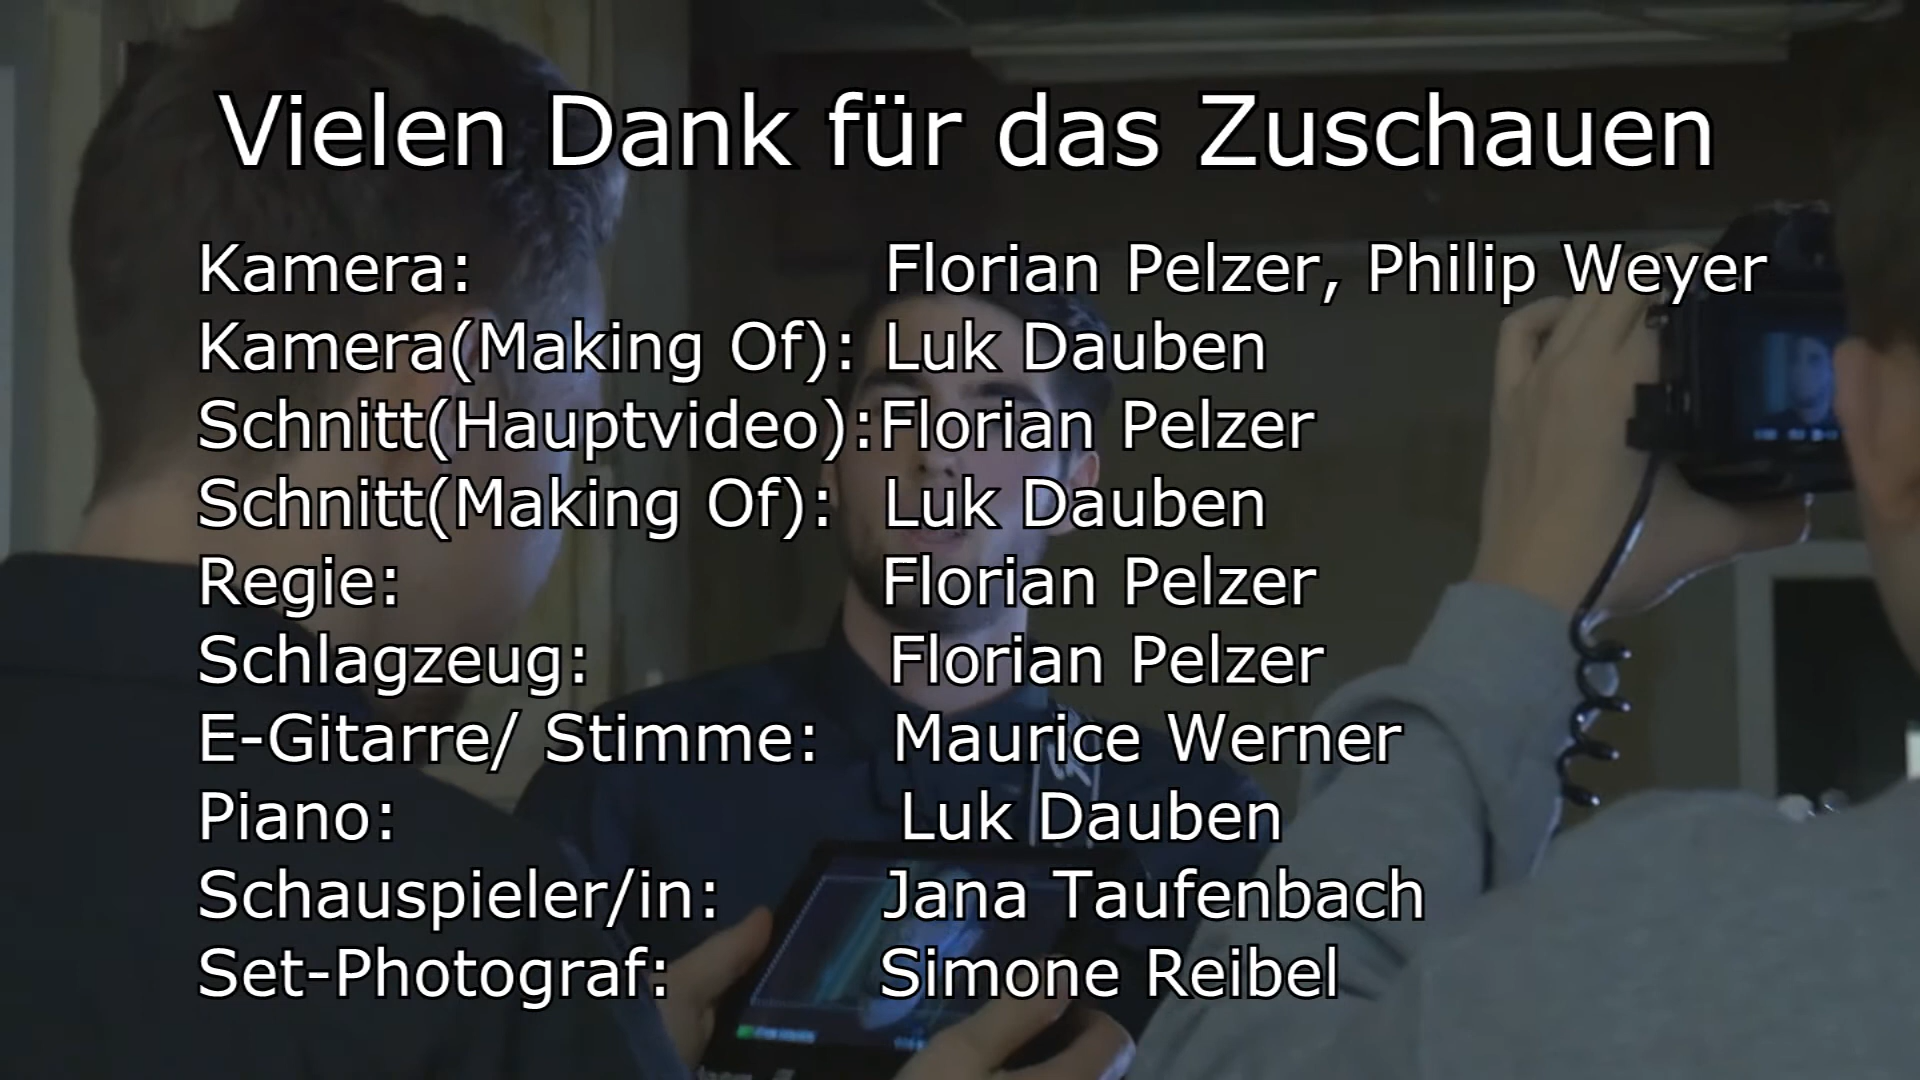 Vielen Dank für das Zuschauen
Kamera: Florian Pelzer, Philip Weyer
Kamera(Making Of): Luk Dauben
Schnitt(Hauptvideo):Florian Pelzer
Schnitt(Making Of): Luk Dauben
Regie: Florian Pelzer
Schlagzeug: Florian Pelzer
E-Gitarre/ Stimme: Maurice Werner
Piano: Luk Dauben
Schauspieler/in: Jana Taufenbach
Set-Photograf: Simone Reibel